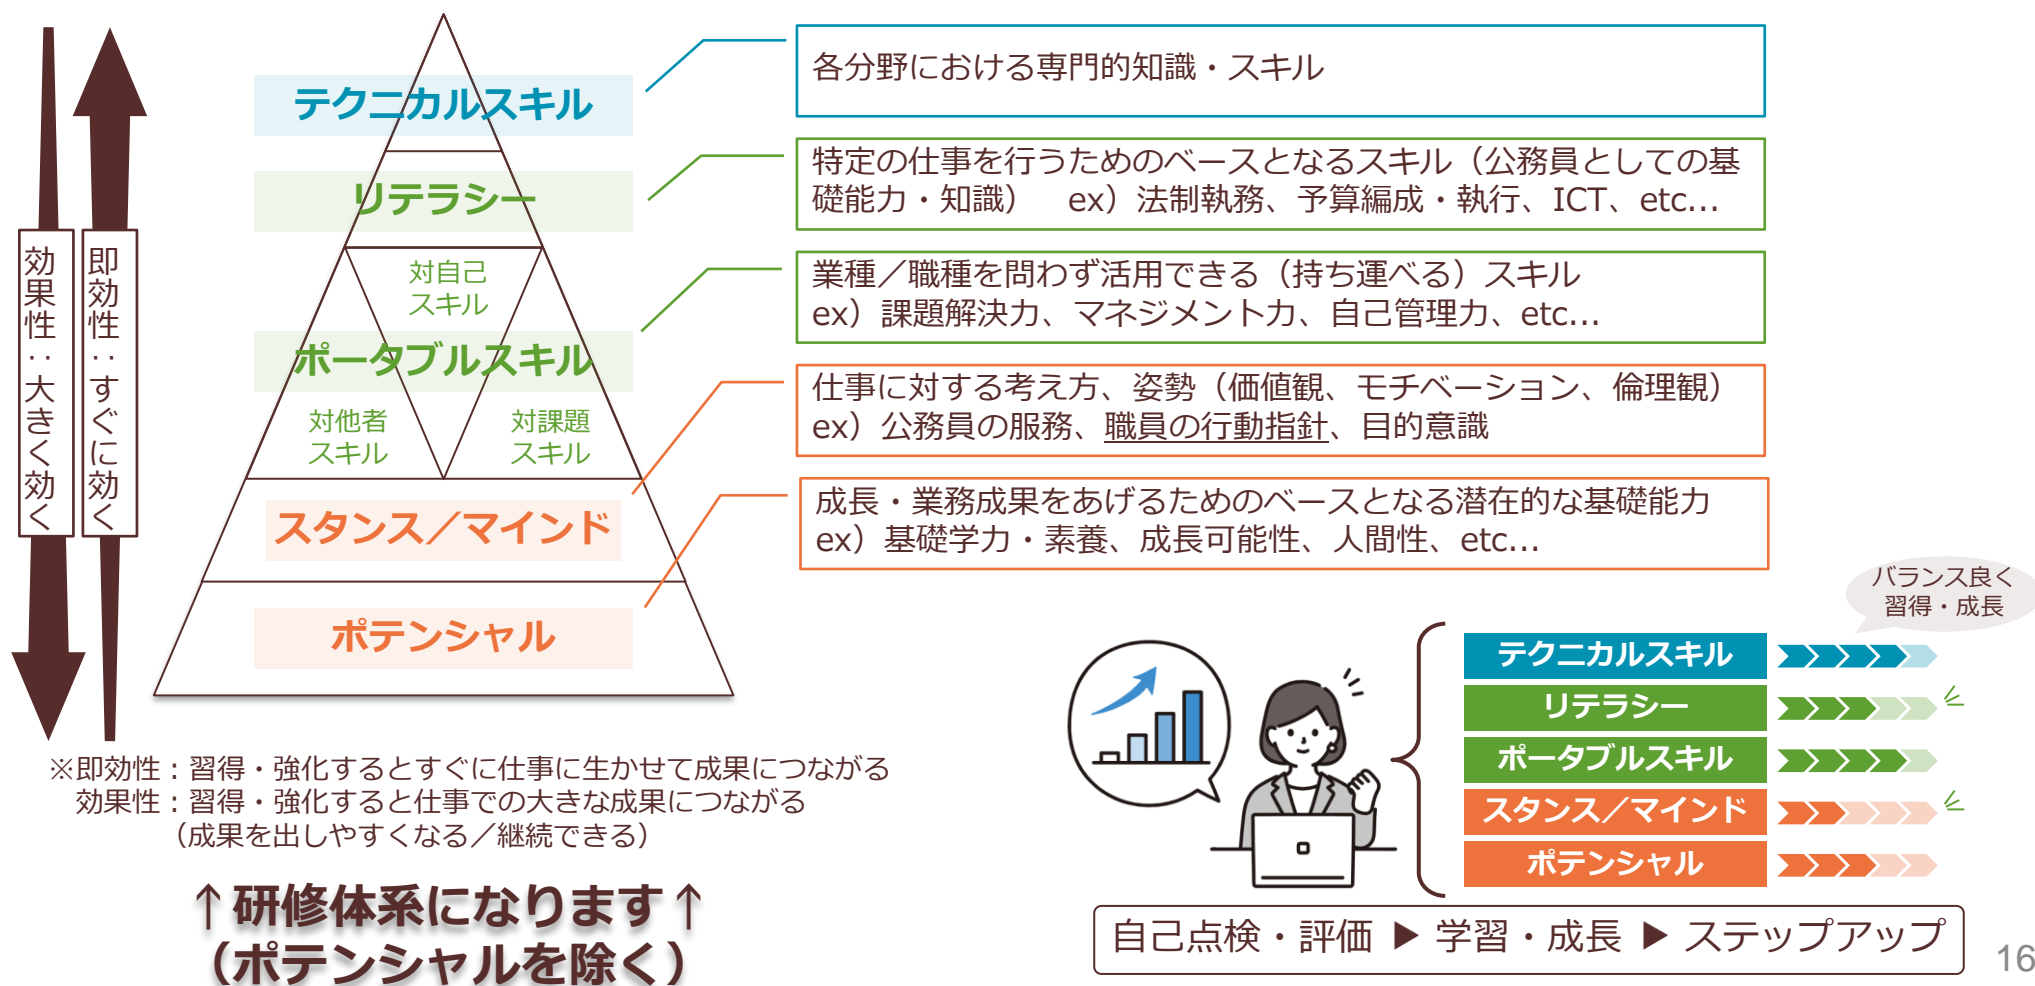 効果性：大きく効く
即効性：すぐに効く
テクニカルスキル
リテラシー
対自己
スキル
ポータブルスキル
対他者
スキル
対課題
スキル
スタンス／マインド
ポテンシャル
各分野における専門的知識・スキル
特定の仕事を行うためのベースとなるスキル（公務員としての基
礎能力・知識）　ex）法制執務、予算編成・執行、ICT、etc…
業種／職種を問わず活用できる（持ち運べる）スキル
ex）課題解決力、マネジメント力、自己管理力、etc…
仕事に対する考え方、姿勢（価値観、モチベーション、倫理観）
ex）公務員の服務、職員の行動指針、目的意識
成長・業務成果をあげるためのベースとなる潜在的な基礎能力
ex）基礎学力・素養、成長可能性、人間性、etc…
※即効性：習得・強化するとすぐに仕事に生かせて成果につながる
効果性：習得・強化すると仕事での大きな成果につながる
（成果を出しやすくなる／継続できる）
↑研修体系になります↑
（ポテンシャルを除く）
バランス良く
習得・成長
テクニカルスキル
リテラシー
ポータブルスキル
スタンス／マインド
ポテンシャル
自己点検・評価 ▶ 学習・成長 ▶ ステップアップ
16